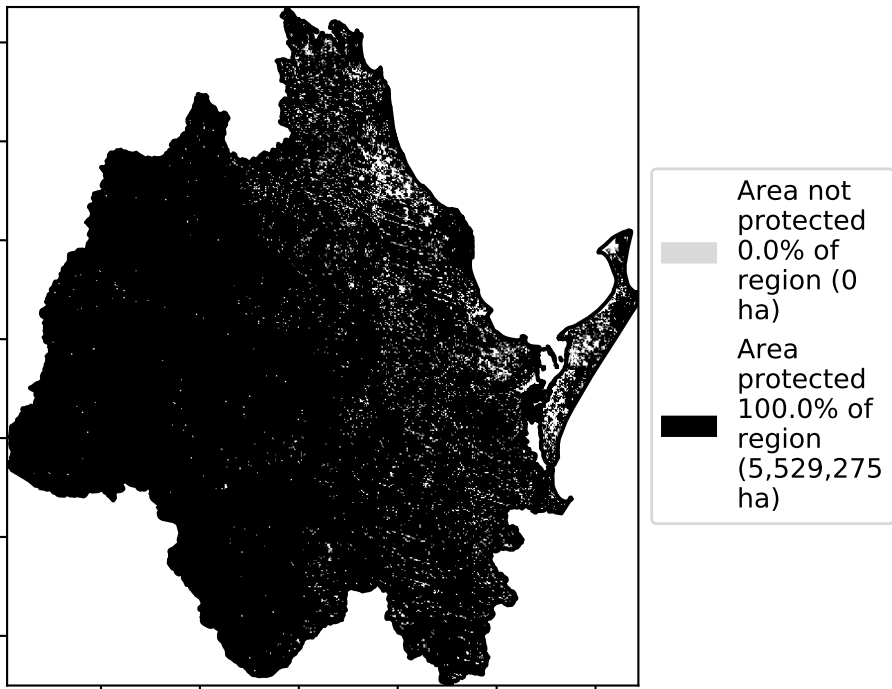 Area not
protected
0.0% of
region (0
ha)
Area
protected
100.0% of
region
(5,529,275
ha)